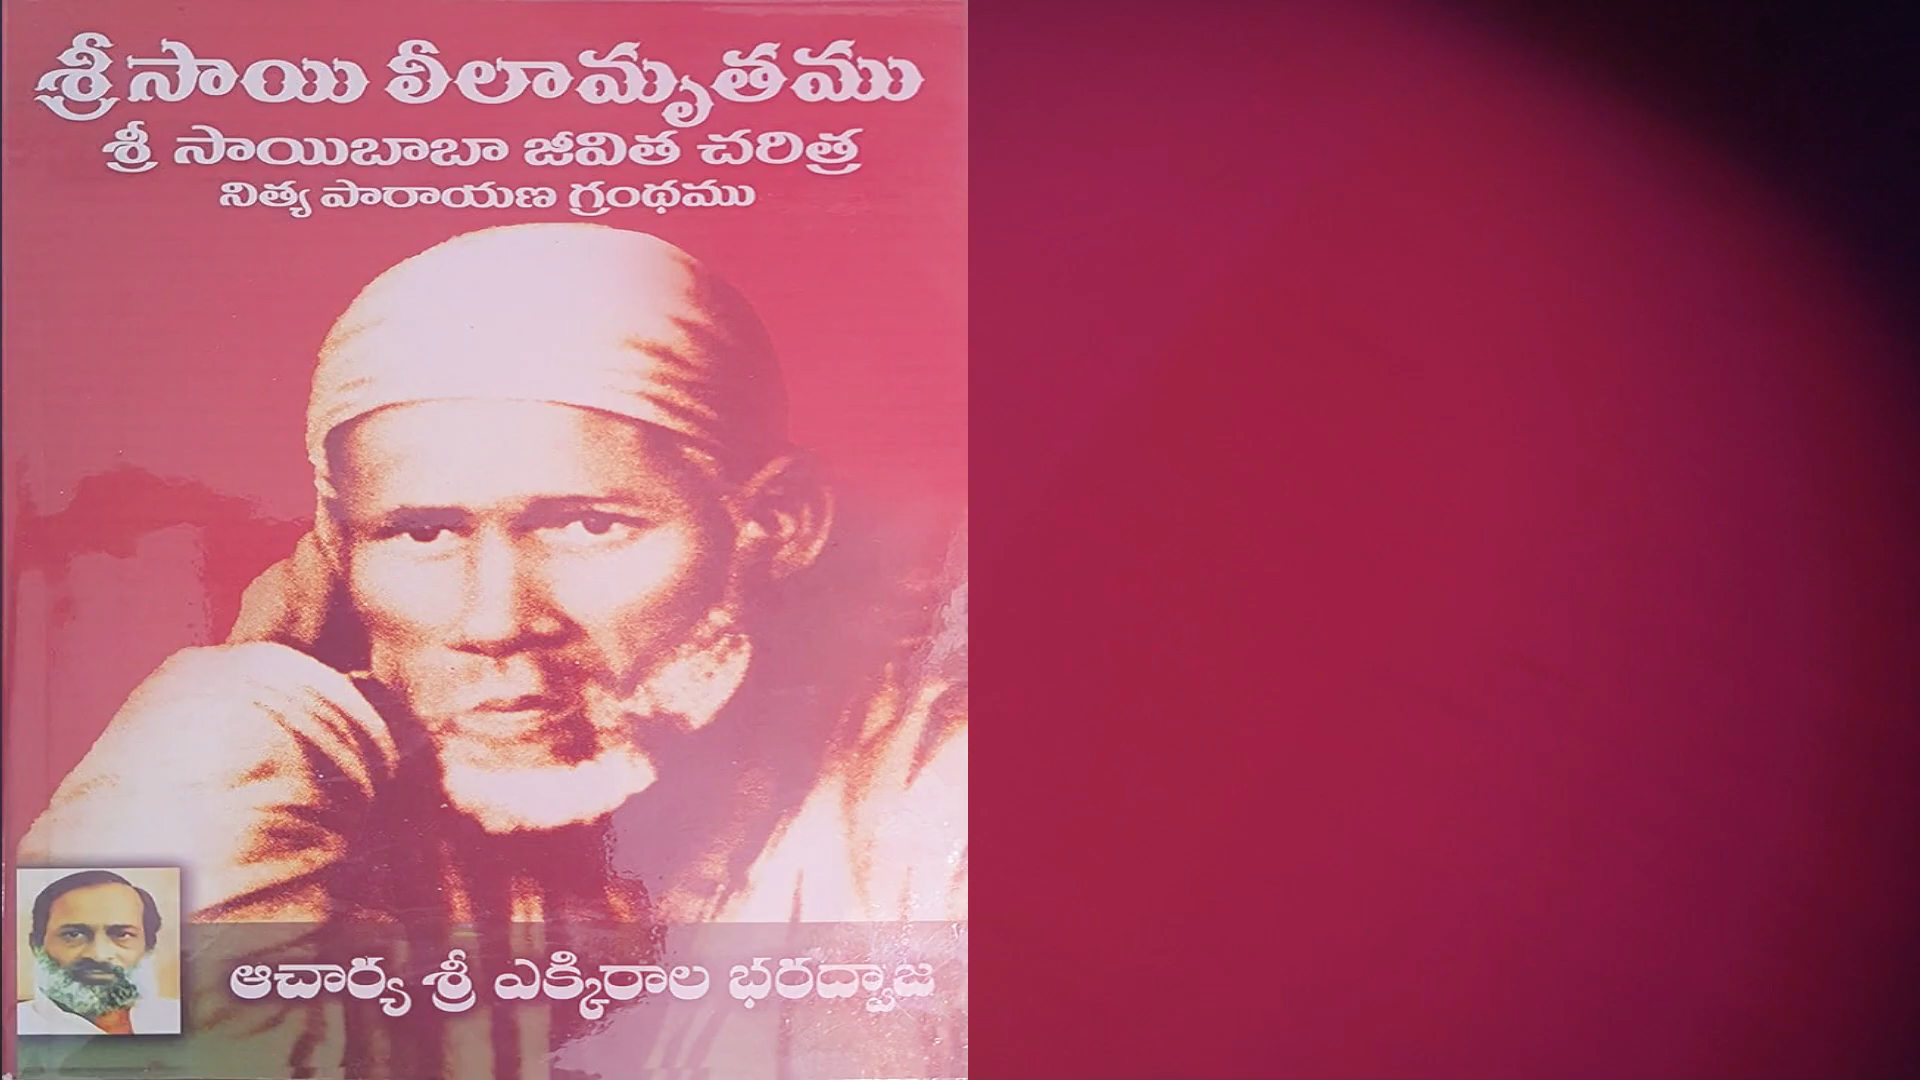 శ్రీ సాయి లీలామృతము
శ్రీ సాయిబాబా జీవిత చరిత్ర
నిత్య పారాయణ గ్రంథము
ఆచార్య శ్రీ ఎక్కిరాల భరద్వాజ